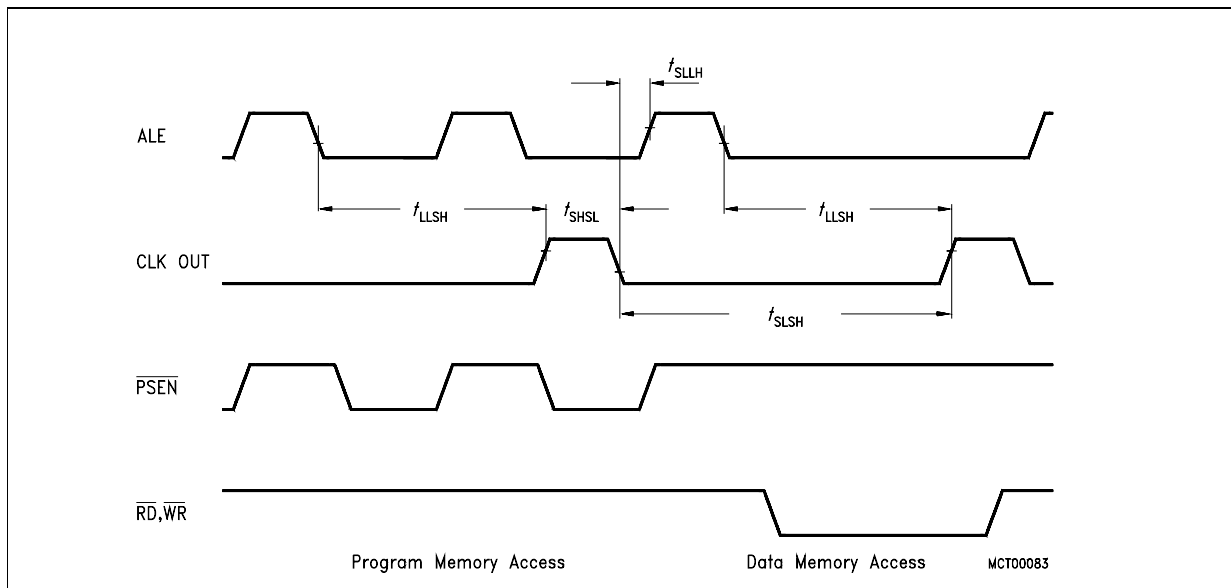 tSLLH
ALE
tLLSH
tSHSL
tLLSH
CLK OUT
tSLSH
PSEN
RD,WR
Program Memory Access
Data Memory Access
MCT00083